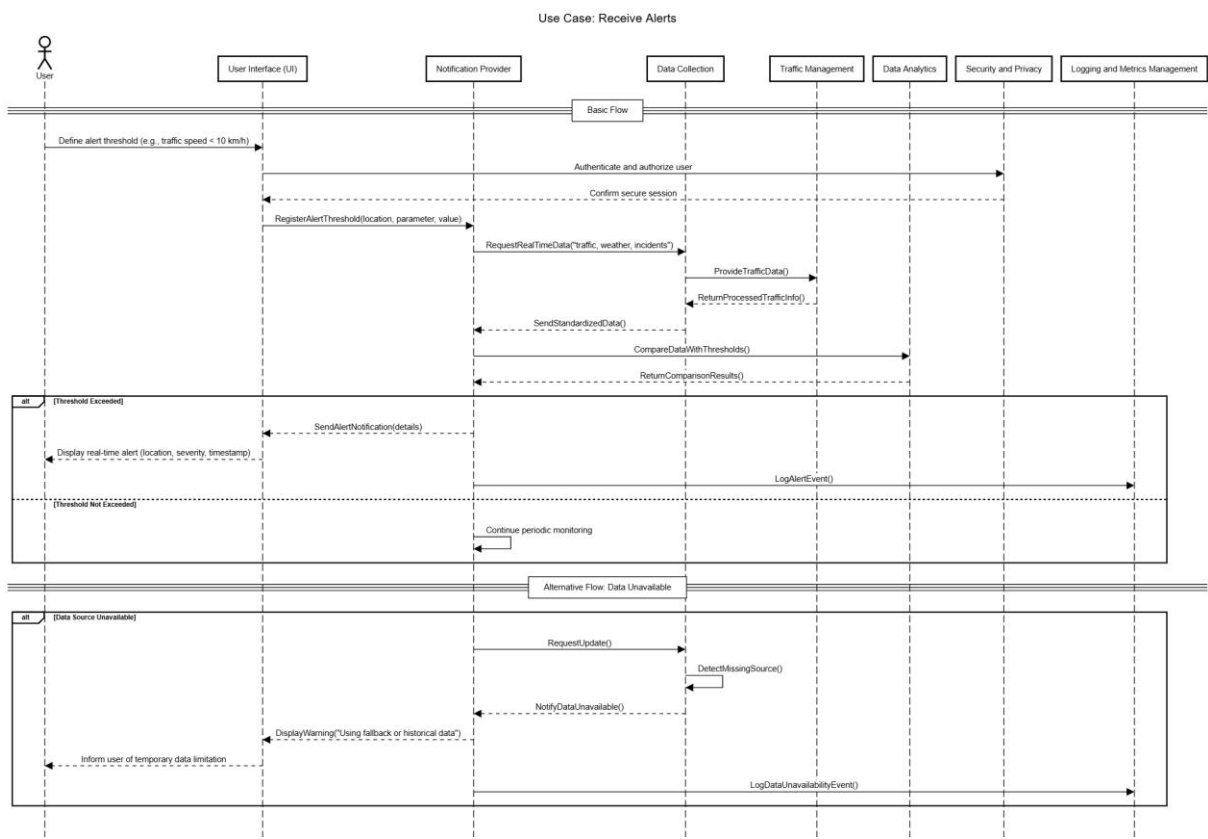 Use Case: Receive Alerts
User
User Interface (UI)
Notification Provider
Data Collection
Traffic Management
Data Analytics
Security and Privacy
Logging and Metrics Management
Basic Flow
Define alert threshold (e.g., traffic speed < 10 km/h)
Authenticate and authorize user
Confirm secure session
RegisterAlertThreshold(location, parameter, value)
RequestRealTimeData("traffic, weather, incidents")
ProvideTrafficData()
ReturnProcessedTrafficInfo()
SendStandardizedData()
CompareDataWithThresholds()
ReturnComparisonResults()
alt
[Threshold Exceeded]
SendAlertNotification(details)
Display real-time alert (location, severity, timestamp)
LogAlertEvent()
[Threshold Not Exceeded]
Continue periodic monitoring
Alternative Flow: Data Unavailable
alt
[Data Source Unavailable]
RequestUpdate()
DetectMissingSource()
NotifyDataUnavailable()
DisplayWarning("Using fallback or historical data")
Inform user of temporary data limitation
LogDataUnavailabilityEvent()